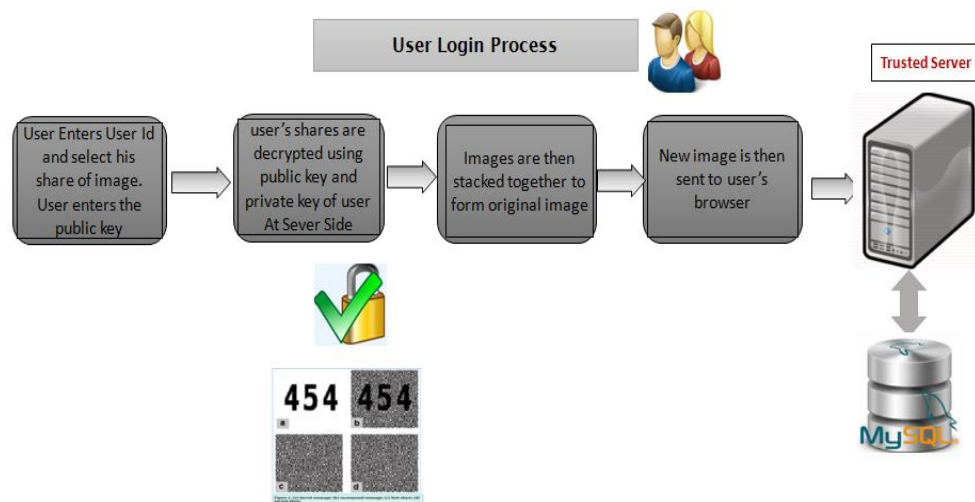 User Login Process
Trusted Server
User Enters User Id
and select his
share of image.
User enters the
public key
user's shares are
decrypted using
public key and
private key of user
At Sever Side
Images are then
stacked together to
form original image
New image is then
sent to user's
browser
454
454
a
b
c
d
MySQL